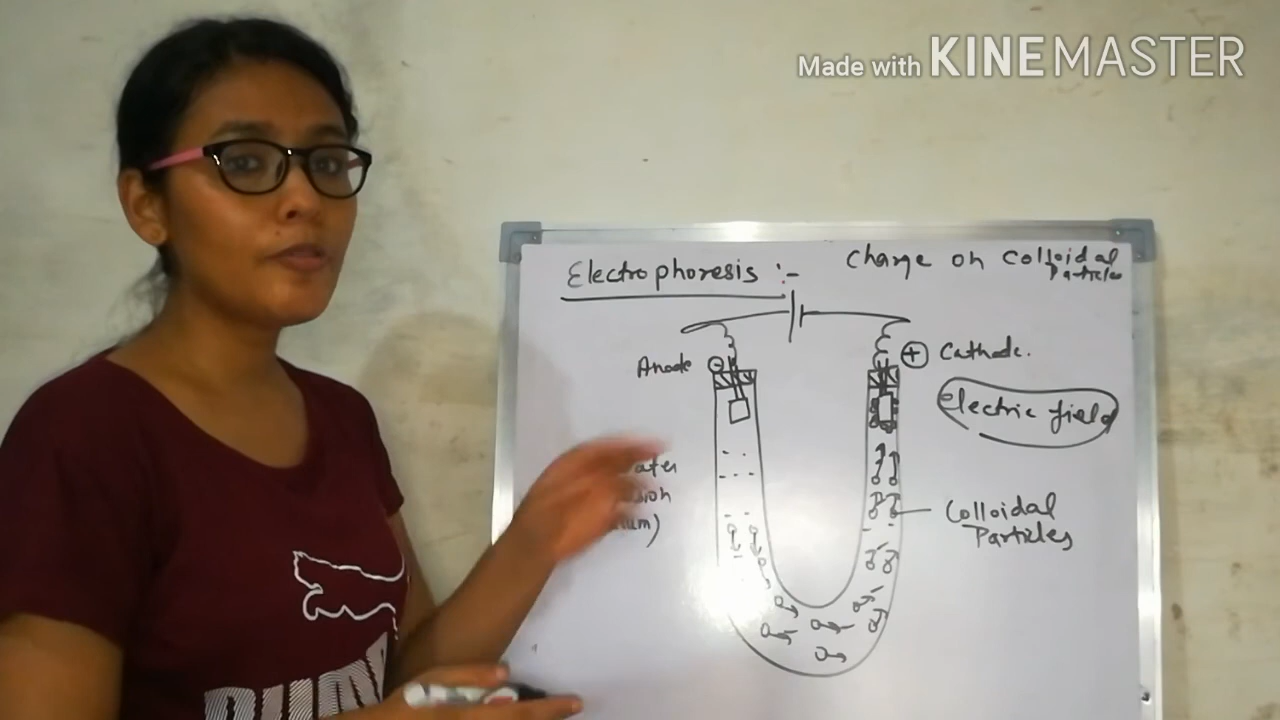 Made with KINEMASTER
Electrophoresis :-
Charge on Colloidal
Particles
Anode -
+ Cathode.
electric field
Colloidal
Particles